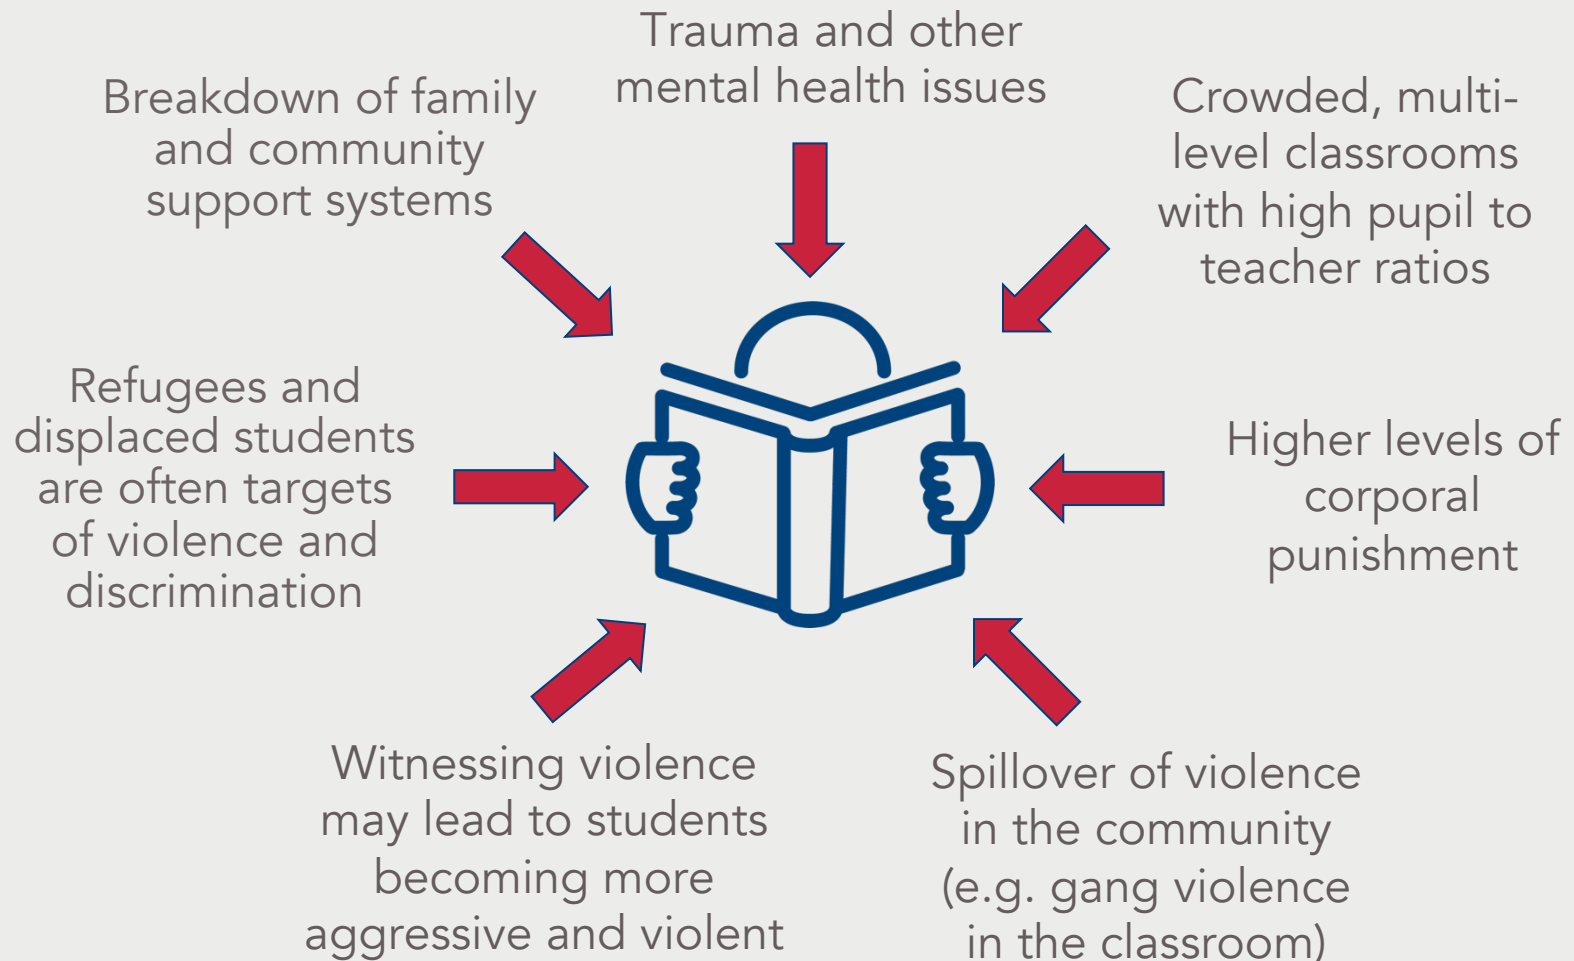 Trauma and other
mental health issues
Breakdown of family
and community
support systems
Crowded, multi-
level classrooms
with high pupil to
teacher ratios
Refugees and
displaced students
are often targets
of violence and
discrimination
Higher levels of
corporal
punishment
Witnessing violence
may lead to students
becoming more
aggressive and violent
Spillover of violence
in the community
(e.g. gang violence
in the classroom)